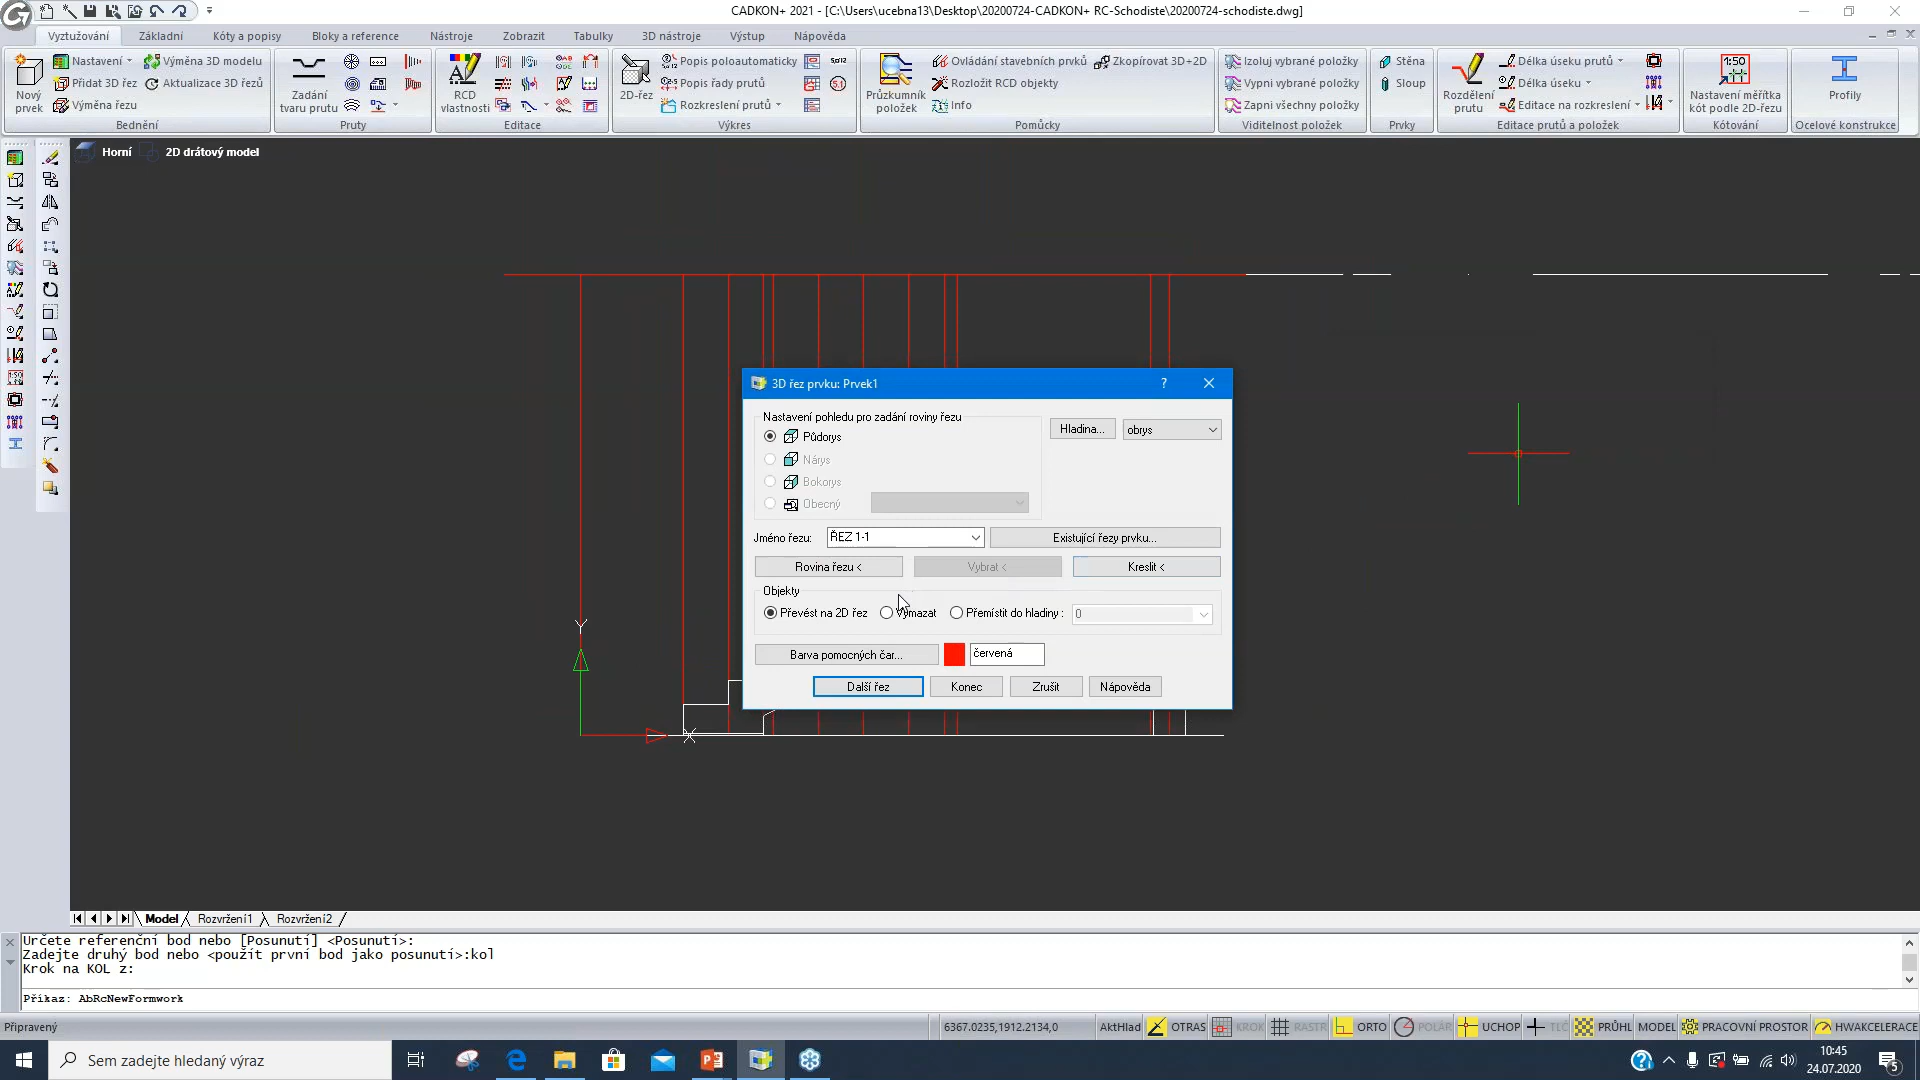 CADKON+ 2021 - [C:\Users\ucebna13\Desktop\20200724-CADKON+ RC-Schodiste\20200724-schodiste.dwg]
Vyztužování Základní Kóty a popisy Bloky a reference Nástroje Zobrazit Tabulky 3D nástroje Výstup Nápověda
Nový prvek
Nastavení
Výměna 3D modelu
Přidat 3D řez
Aktualizace 3D řezů
Výměna řezu
Bednění
Zadání tvaru prutu
Pruty
RCD vlastnosti
Editace
2D-řez
Popis poloautomaticky
Popis řady prutů
Rozkreslení prutů
Výkres
Průzkumník položek
Ovládání stavebních prvků
Zkopírovat 3D+2D
Rozložit RCD objekty
Info
Pomůcky
Izoluj vybrané položky
Vypni vybrané položky
Zapni všechny položky
Viditelnost položek
Stěna
Sloup
Prvky
Rozdělení prutu
Délka úseku prutů
Délka úseku
Editace na rozkreslení
Editace prutů a položek
1:50
Nastavení měřítka kót podle 2D-řezu
Kótování
Profily
Ocelové konstrukce
Horní 2D drátový model
3D řez prvku: Prvek1 ?
Nastavení pohledu pro zadání roviny řezu
Půdorys
Nárys
Bokorys
Obecný
Hladina... obrys
Jméno řezu: ŘEZ 1-1 Existující řezy prvku...
Rovina řezu < Vybrat < Kreslit <
Objekty
Převést na 2D řez Vymazat Přemístit do hladiny : 0
Barva pomocných čar... červená
Další řez Konec Zrušit Nápověda
Y
X
Model Rozvržení1 Rozvržení2
Určete referenční bod nebo [Posunutí] <Posunutí>:
Zadejte druhý bod nebo <použít první bod jako posunutí>:kol
Krok na KOL z:
Příkaz: AbRcNewFormwork
Připravený 6367.0235,1912.2134,0 AktHlad OTRAS KROK RASTR ORTO POLÁR UCHOP TLČ PRŮHL MODEL PRACOVNÍ PROSTOR HWAKCELERACE
Sem zadejte hledaný výraz
10:45
24.07.2020
5